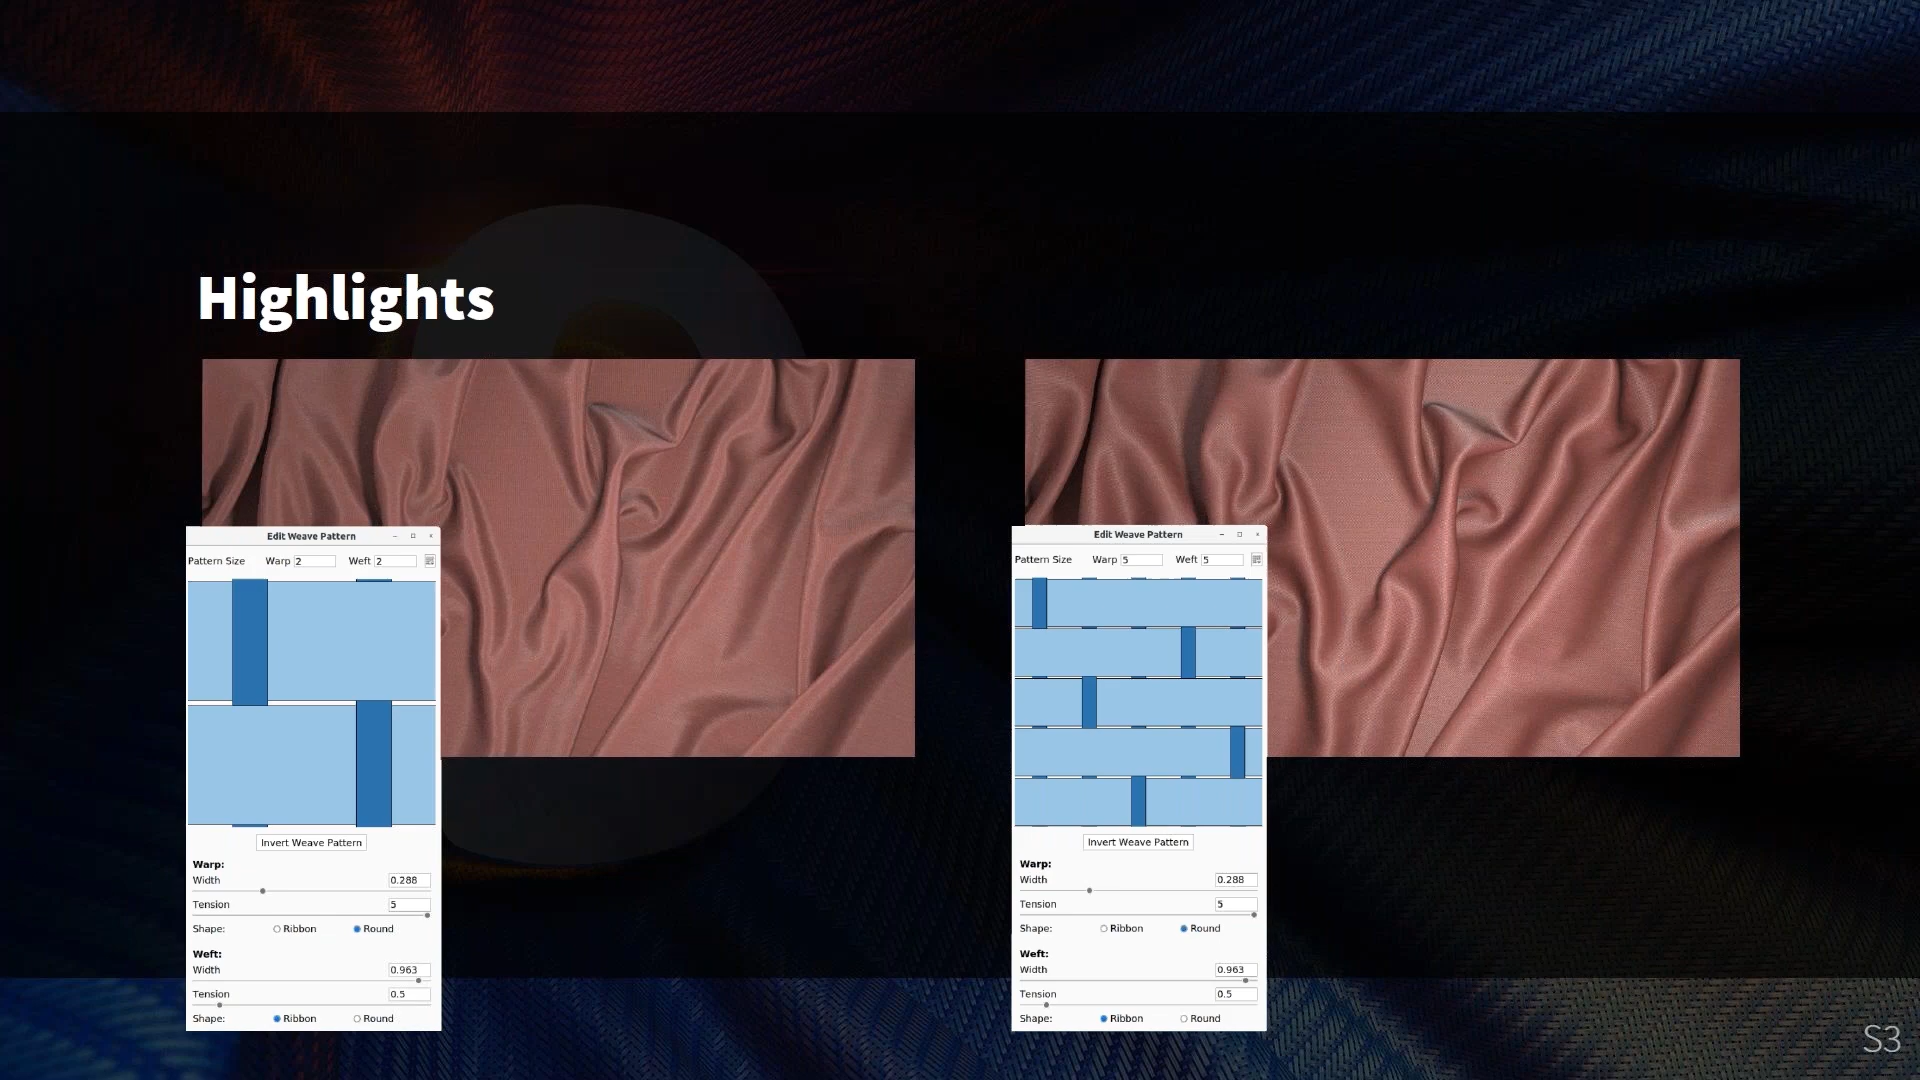 Highlights
Edit Weave Pattern
Pattern Size Warp 2 Weft 2
Invert Weave Pattern
Warp:
Width 0.288
Tension 5
Shape: Ribbon Round
Weft:
Width 0.963
Tension 0.5
Shape: Ribbon Round
Edit Weave Pattern
Pattern Size Warp 5 Weft 5
Invert Weave Pattern
Warp:
Width 0.288
Tension 5
Shape: Ribbon Round
Weft:
Width 0.963
Tension 0.5
Shape: Ribbon Round
S3